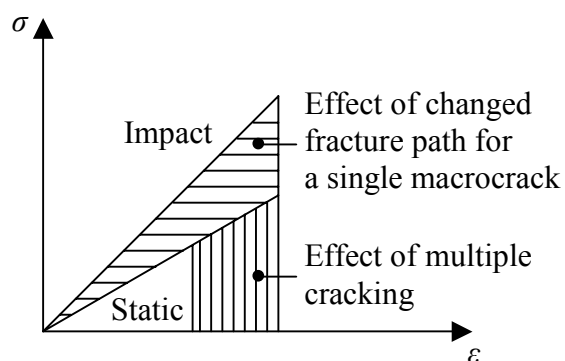 σ
Impact
Effect of changed
fracture path for
a single macrocrack
Static
Effect of multiple
cracking
ε